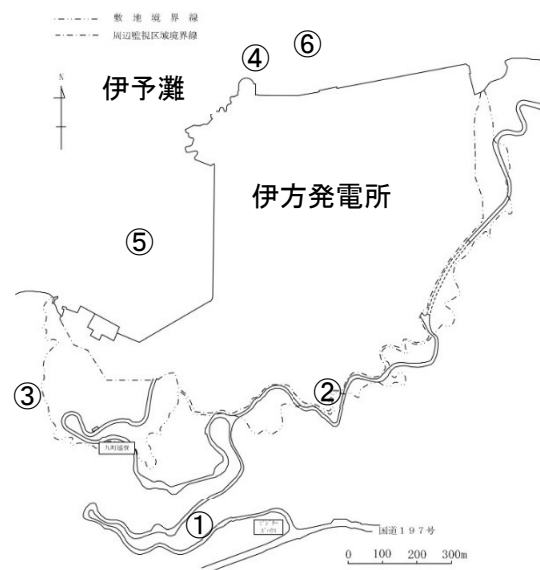 敷地境界線
周辺監視区域境界線
④
⑥
N
伊予灘
伊方発電所
⑤
③
②
九町越寮
①
国道197号
0 100 200 300m